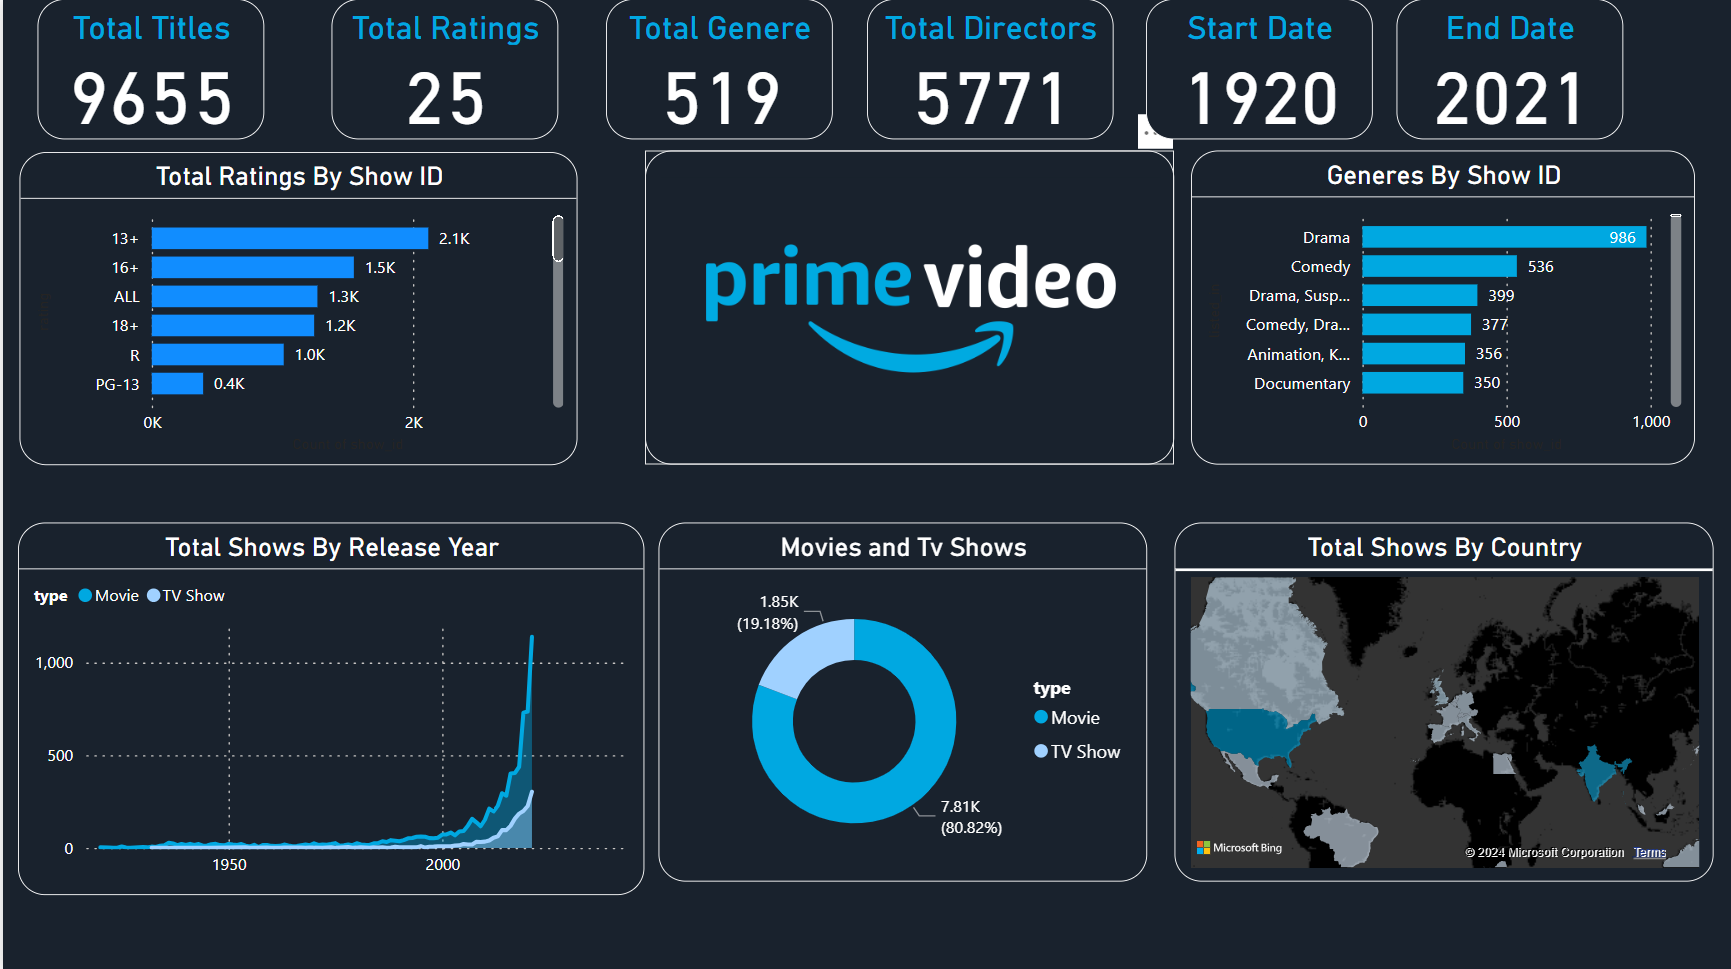 Total Titles
9655
Total Ratings
25
Total Genere
519
Total Directors
5771
Start Date
1920
End Date
2021
Total Ratings By Show ID
13+ 2.1K
16+ 1.5K
ALL 1.3K
18+ 1.2K
R 1.0K
PG-13 0.4K
0K 2K
prime video
Generes By Show ID
Drama 986
Comedy 536
Drama, Susp... 399
Comedy, Dra... 377
Animation, K... 356
Documentary 350
0 500 1,000
Total Shows By Release Year
type Movie TV Show
1,000
500
0
1950 2000
Movies and Tv Shows
1.85K
(19.18%)
7.81K
(80.82%)
type
Movie
TV Show
Total Shows By Country
Microsoft Bing
© 2024 Microsoft Corporation Terms